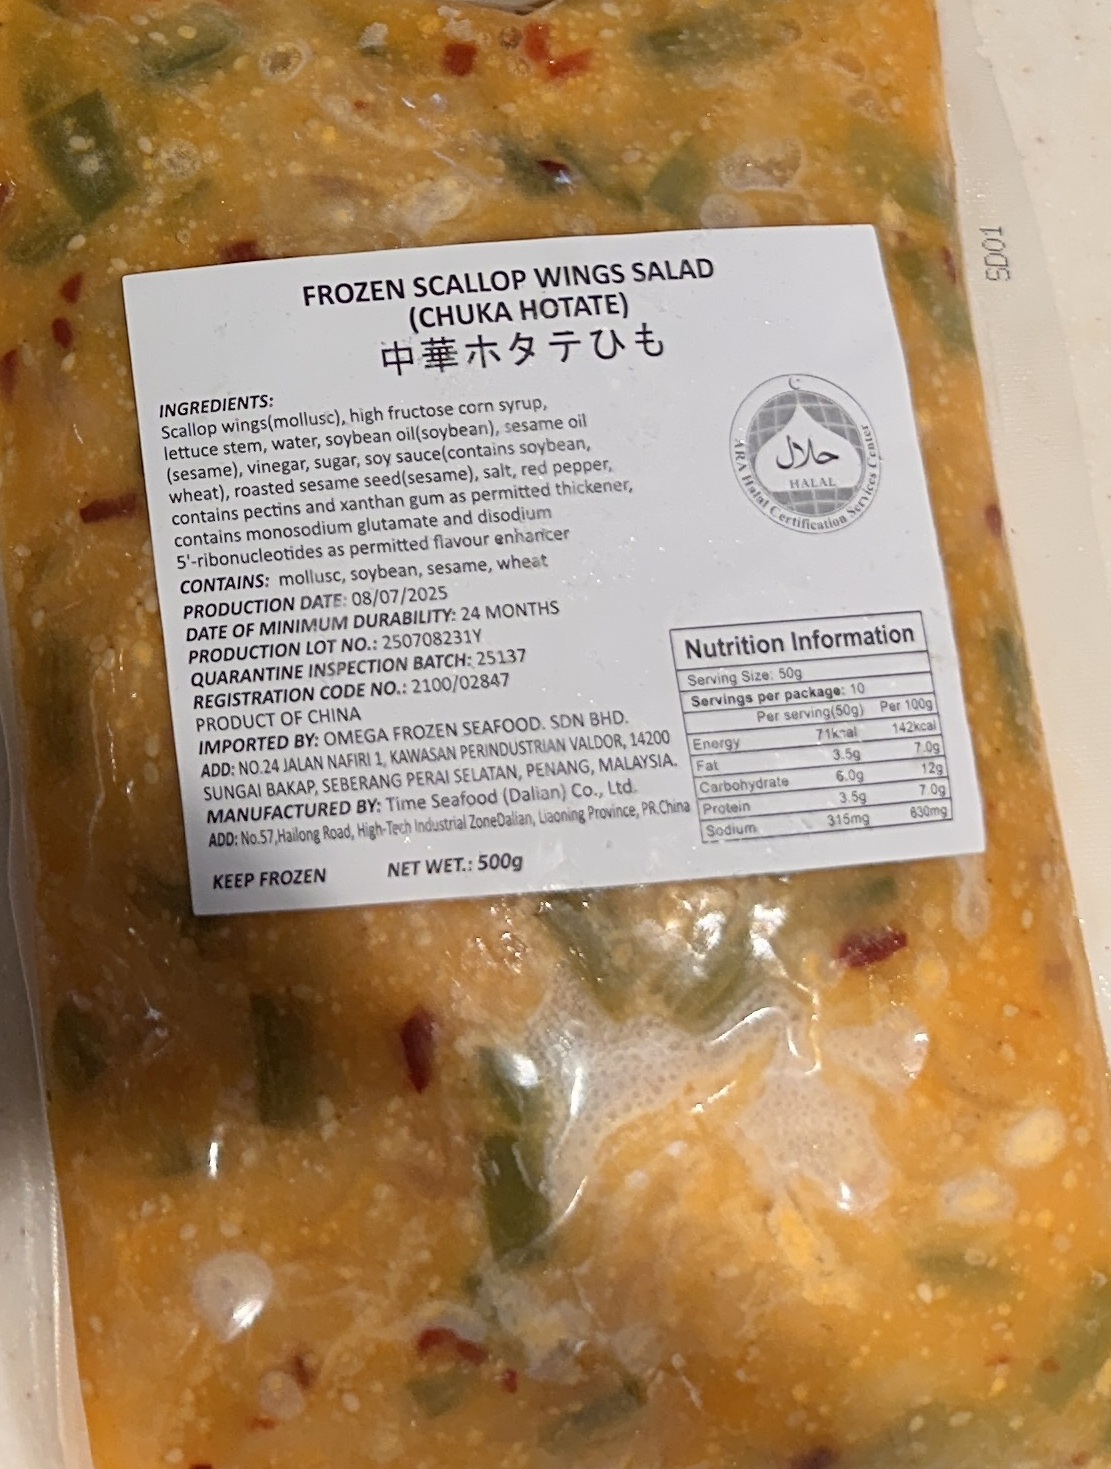 FROZEN SCALLOP WINGS SALAD
(CHUKA HOTATE)
中華ホタテひも
INGREDIENTS:
Scallop wings(mollusc), high fructose corn syrup,
lettuce stem, water, soybean oil(soybean), sesame oil
(sesame), vinegar, sugar, soy sauce(contains soybean,
wheat), roasted sesame seed(sesame), salt, red pepper,
contains pectins and xanthan gum as permitted thickener,
contains monosodium glutamate and disodium
5'-ribonucleotides as permitted flavour enhancer
CONTAINS: mollusc, soybean, sesame, wheat
PRODUCTION DATE: 08/07/2025
DATE OF MINIMUM DURABILITY: 24 MONTHS
PRODUCTION LOT NO.: 250708231Y
QUARANTINE INSPECTION BATCH: 25137
REGISTRATION CODE NO.: 2100/02847
PRODUCT OF CHINA
IMPORTED BY: OMEGA FROZEN SEAFOOD. SDN BHD.
ADD: NO.24 JALAN NAFIRI 1, KAWASAN PERINDUSTRIAN VALDOR, 14200
SUNGAI BAKAP, SEBERANG PERAI SELATAN, PENANG, MALAYSIA.
MANUFACTURED BY: Time Seafood (Dalian) Co., Ltd.
ADD: No.57,Hailong Road, High-Tech Industrial ZoneDalian, Liaoning Province, PR.China
KEEP FROZEN NET WET.: 500g
حلال
HALAL
ARA Halal Certification Services Center
Nutrition Information
Serving Size: 50g
Servings per package: 10
Per serving(50g) Per 100g
Energy 71kcal 142kcal
Fat 3.5g 7.0g
Carbohydrate 6.0g 12g
Protein 3.5g 7.0g
Sodium 315mg 630mg
SD01